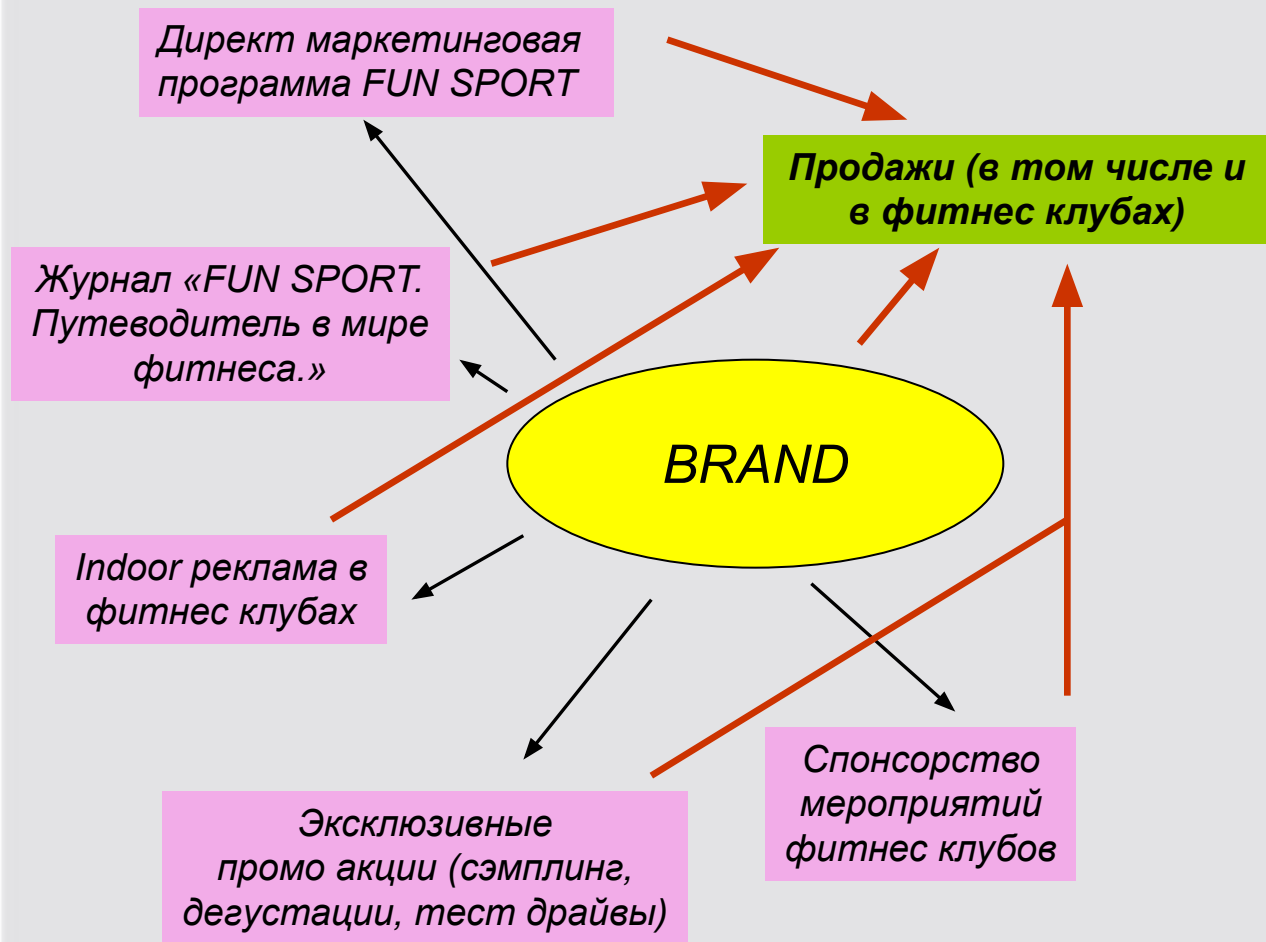 Директ маркетинговая
программа FUN SPORT
Продажи (в том числе и
в фитнес клубах)
Журнал «FUN SPORT.
Путеводитель в мире
фитнеса.»
BRAND
Indoor реклама в
фитнес клубах
Спонсорство
мероприятий
фитнес клубов
Эксклюзивные
промо акции (сэмплинг,
дегустации, тест драйвы)